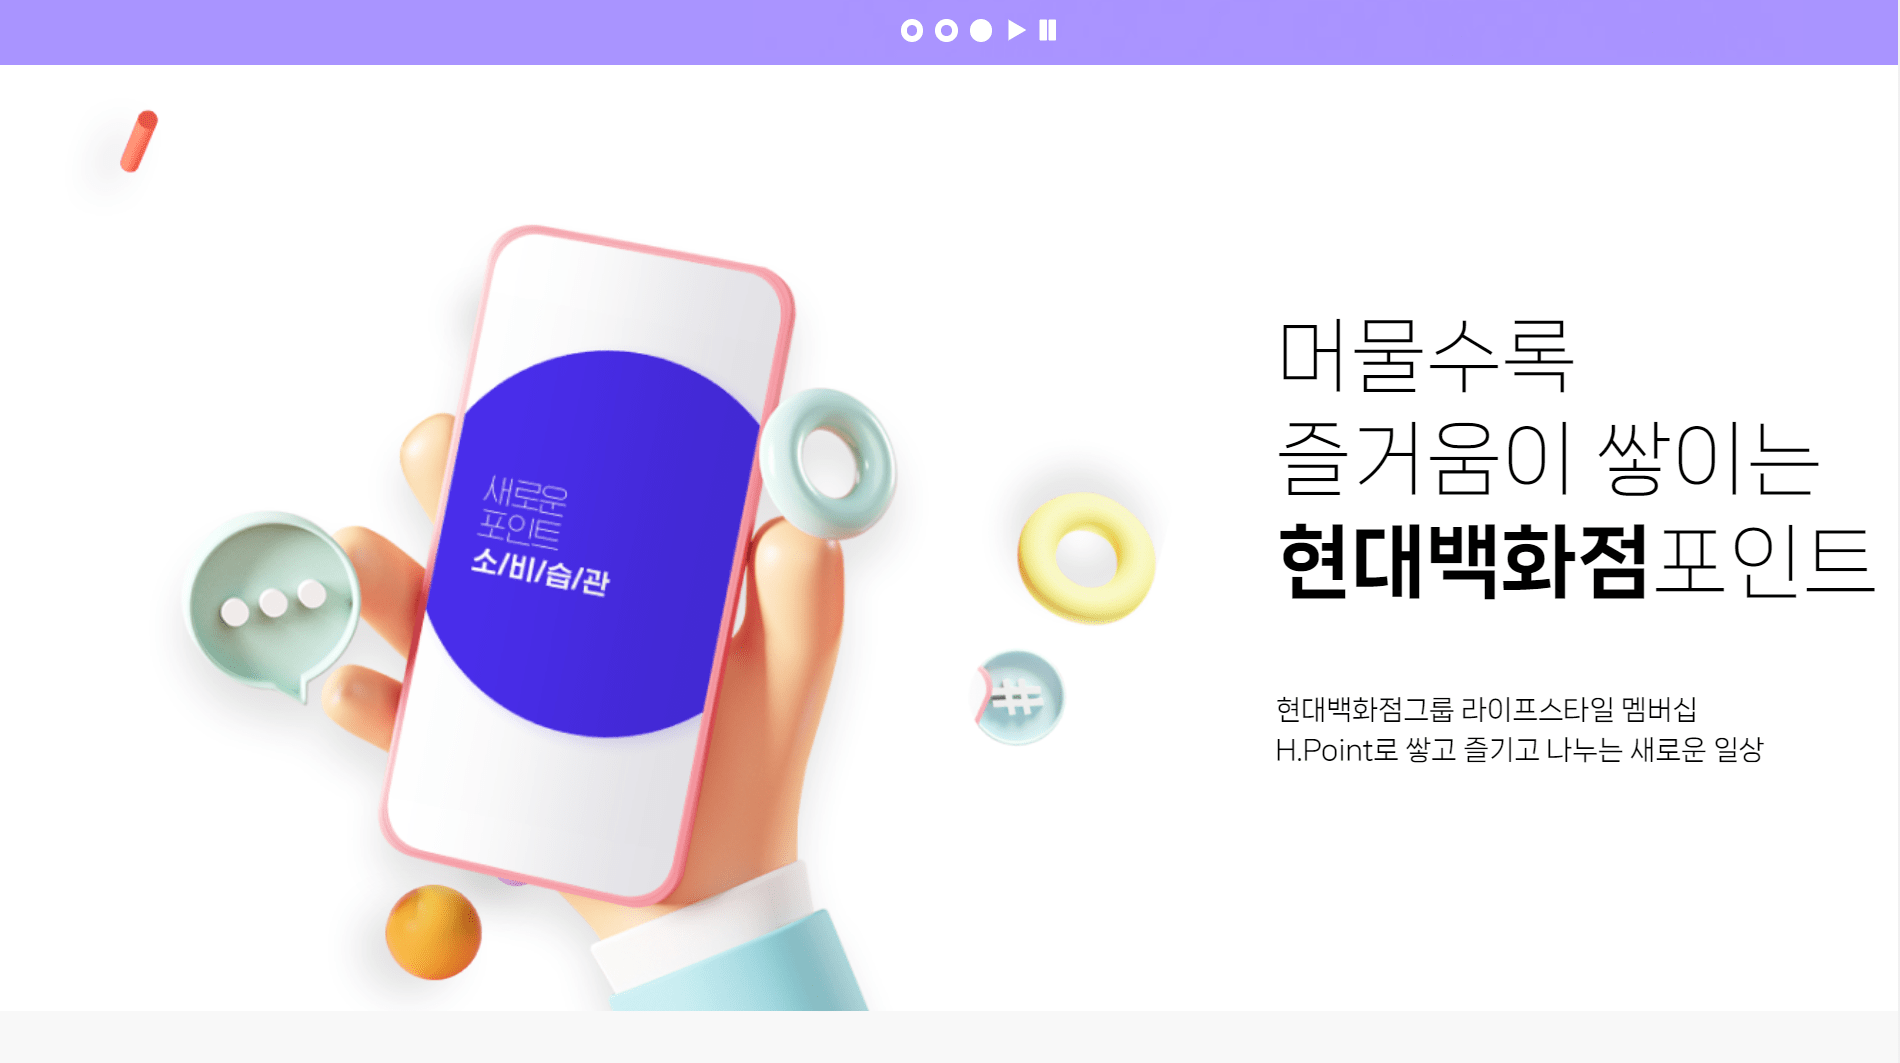 새로운
포인트
소/비/습/관
머물수록
즐거움이 쌓이는
현대백화점포인트
현대백화점그룹 라이프스타일 멤버십
H.Point로 쌓고 즐기고 나누는 새로운 일상